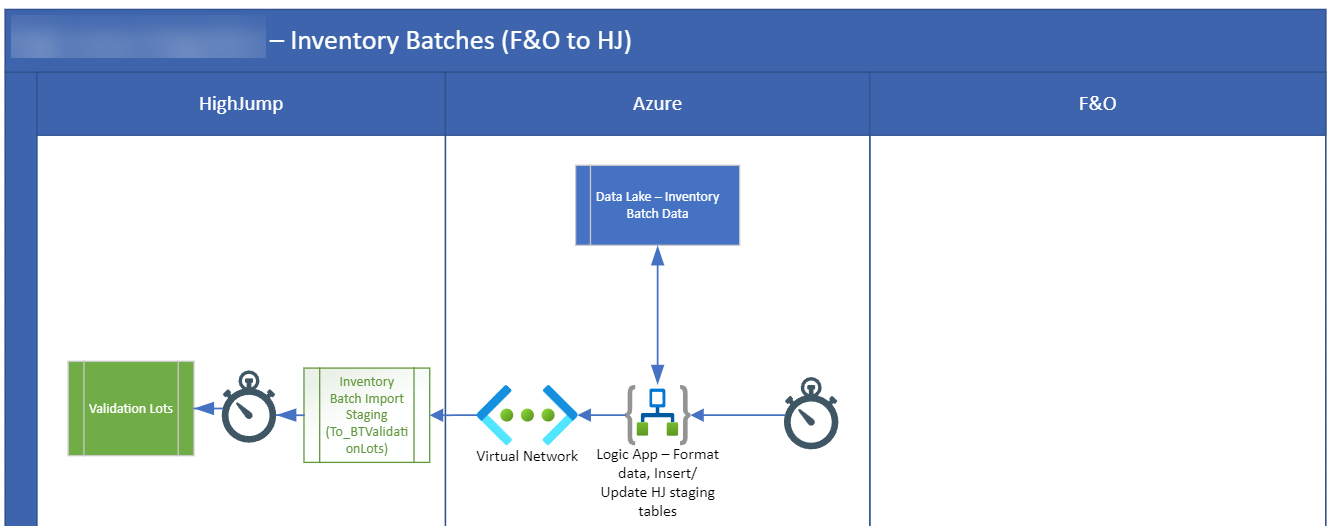 – Inventory Batches (F&O to HJ)
HighJump
Azure
F&O
Data Lake – Inventory
Batch Data
Validation Lots
Inventory
Batch Import
Staging
(To_BTValidati
onLots)
Virtual Network
Logic App – Format
data, Insert/
Update HJ staging
tables